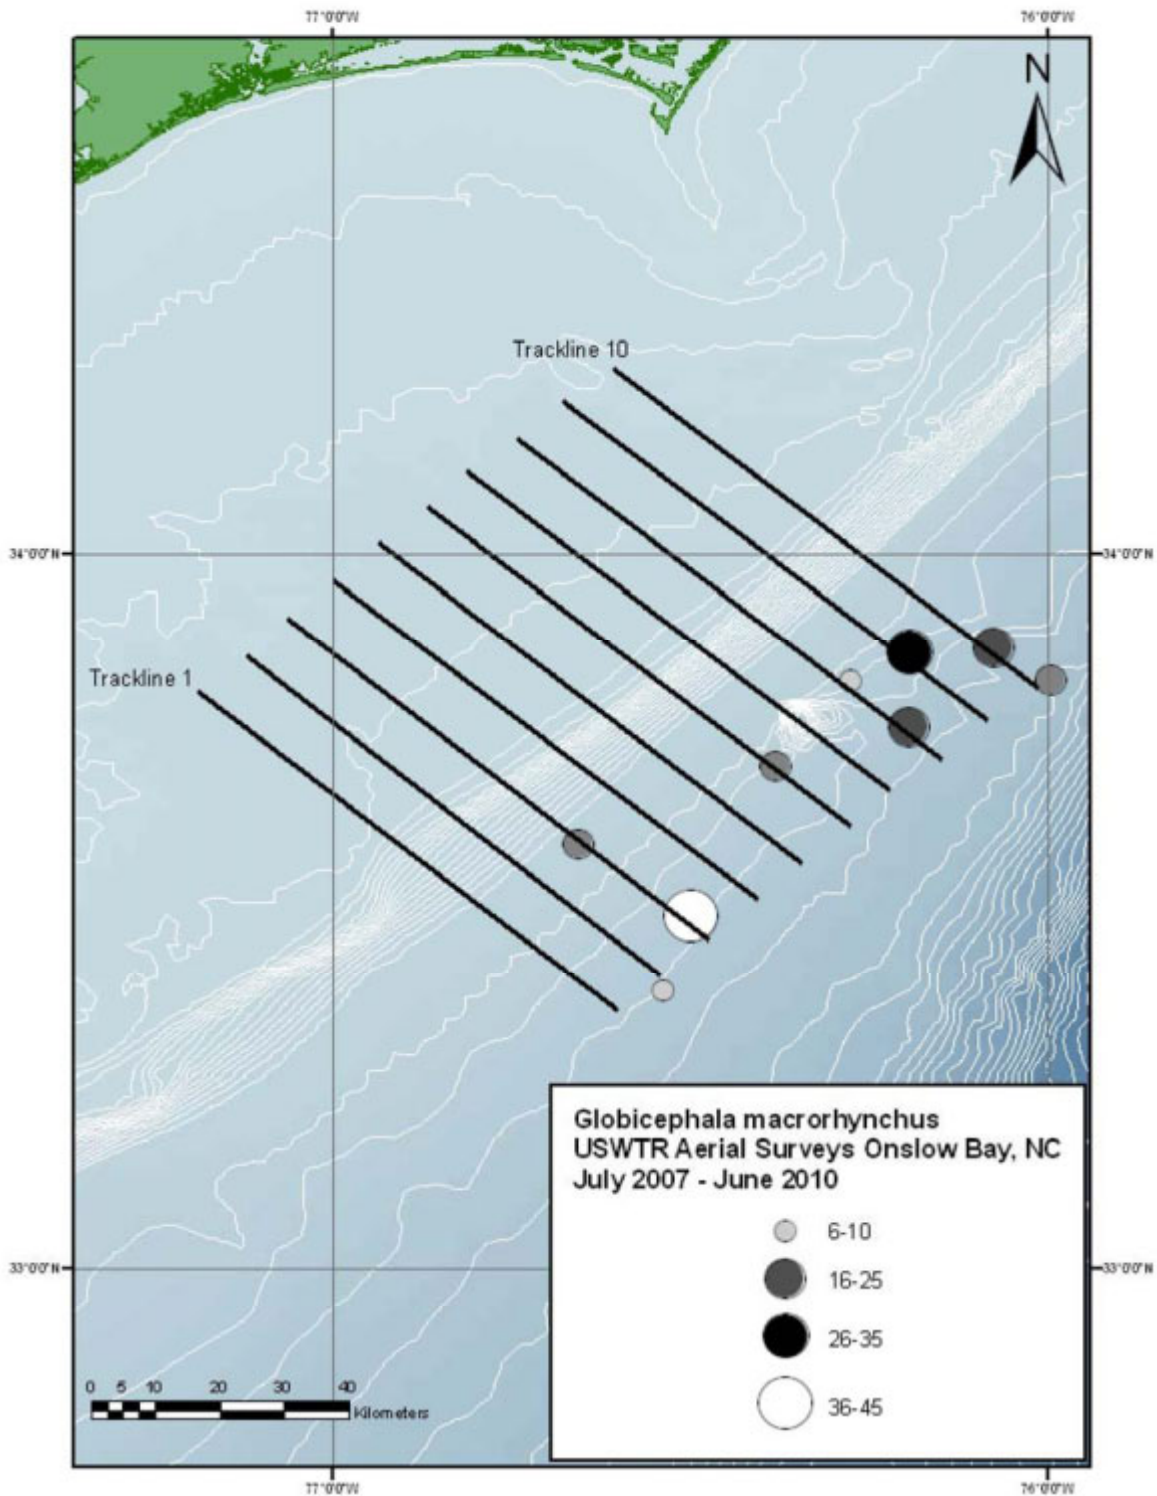 77°0'0"W
76°0'0"W
N
Trackline 10
34°0'0"N
34°0'0"N
Trackline 1
Globicephala macrorhynchus
USWTR Aerial Surveys Onslow Bay, NC
July 2007 - June 2010
6-10
16-25
26-35
36-45
33°0'0"N
33°0'0"N
0 5 10 20 30 40
Kilometers
77°0'0"W
76°0'0"W